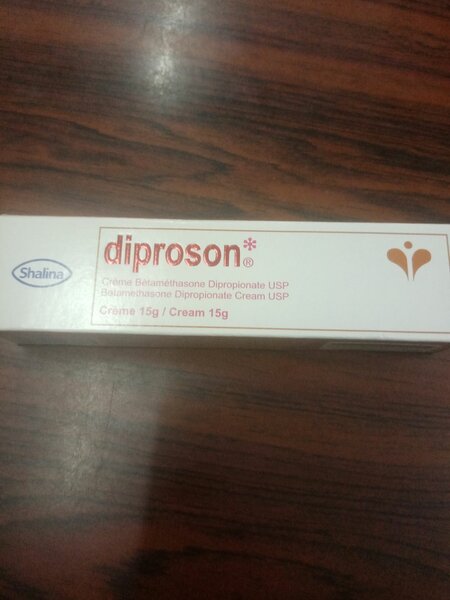 Shalina
diproson*®
Crème Bétaméthasone Dipropionate USP
Betamethasone Dipropionate Cream USP
Crème 15g / Cream 15g